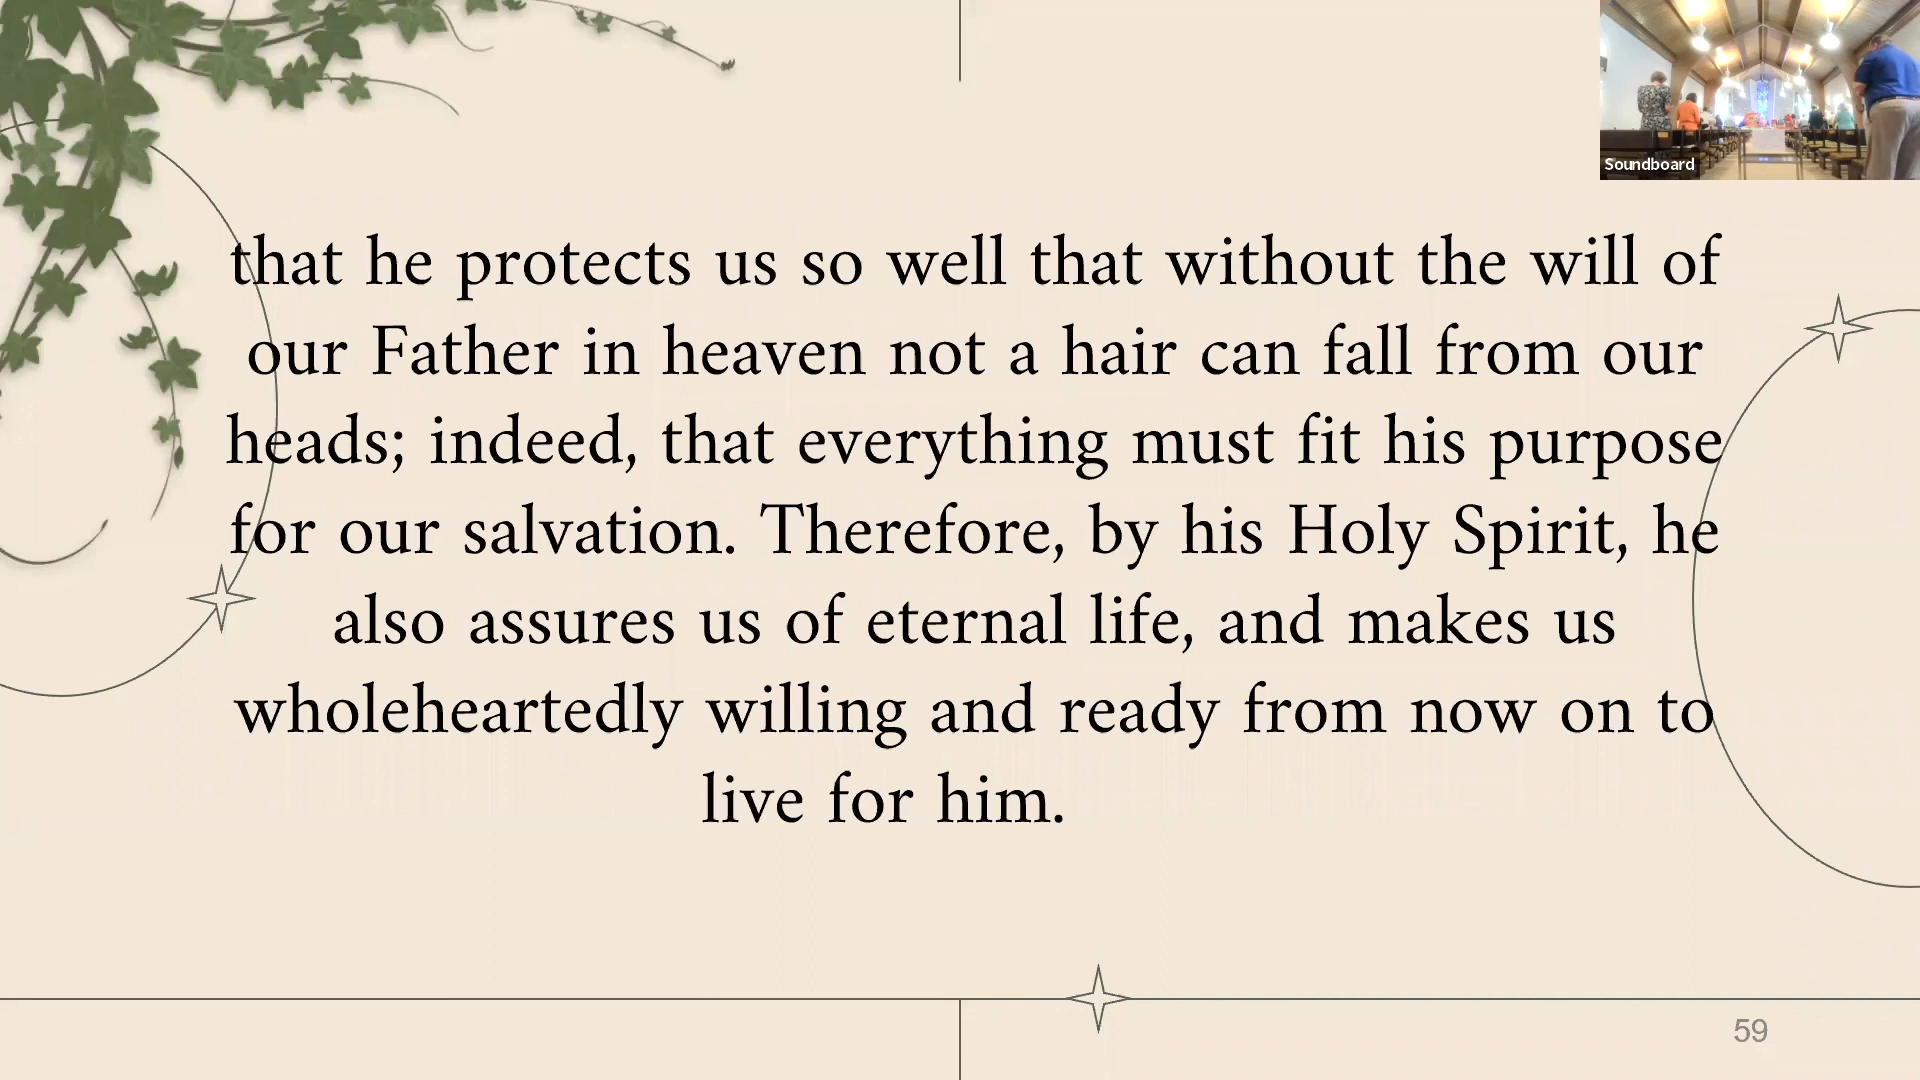 Soundboard
that he protects us so well that without the will of
our Father in heaven not a hair can fall from our
heads; indeed, that everything must fit his purpose
for our salvation. Therefore, by his Holy Spirit, he
also assures us of eternal life, and makes us
wholeheartedly willing and ready from now on to
live for him.
59